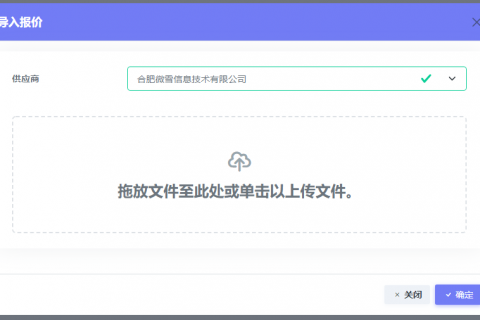 导入报价
供应商
合肥微雪信息技术有限公司
拖放文件至此处或单击以上传文件。
× 关闭
✓ 确定